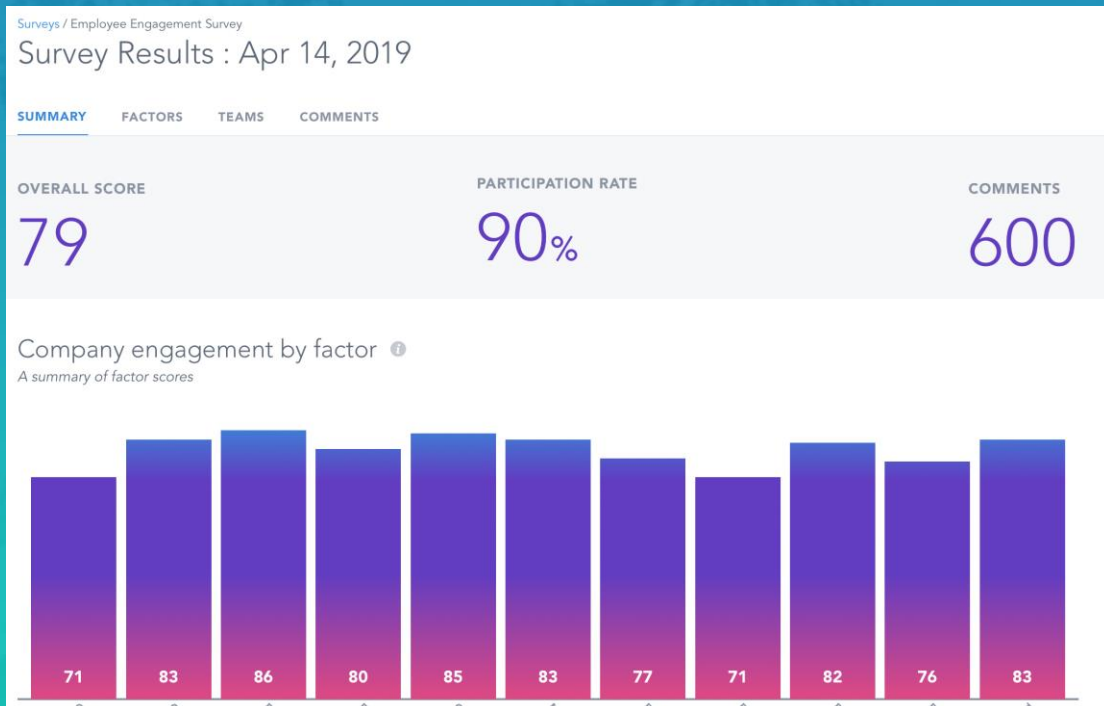 Surveys / Employee Engagement Survey
Survey Results : Apr 14, 2019
SUMMARY FACTORS TEAMS COMMENTS
OVERALL SCORE PARTICIPATION RATE COMMENTS
79 90% 600
Company engagement by factor
A summary of factor scores
71 83 86 80 85 83 77 71 82 76 83